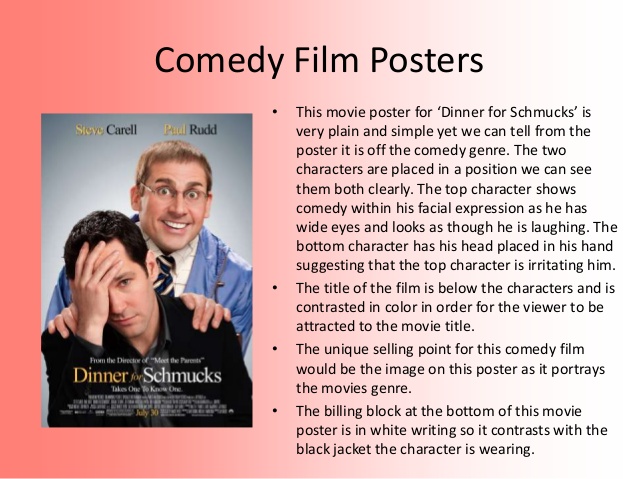 Comedy Film Posters
Steve Carell Paul Rudd
From the Director of "Meet the Parents"
Dinner for Schmucks
Takes One To Know One.
July 30
• This movie poster for ‘Dinner for Schmucks’ is
very plain and simple yet we can tell from the
poster it is off the comedy genre. The two
characters are placed in a position we can see
them both clearly. The top character shows
comedy within his facial expression as he has
wide eyes and looks as though he is laughing. The
bottom character has his head placed in his hand
suggesting that the top character is irritating him.
• The title of the film is below the characters and is
contrasted in color in order for the viewer to be
attracted to the movie title.
• The unique selling point for this comedy film
would be the image on this poster as it portrays
the movies genre.
• The billing block at the bottom of this movie
poster is in white writing so it contrasts with the
black jacket the character is wearing.